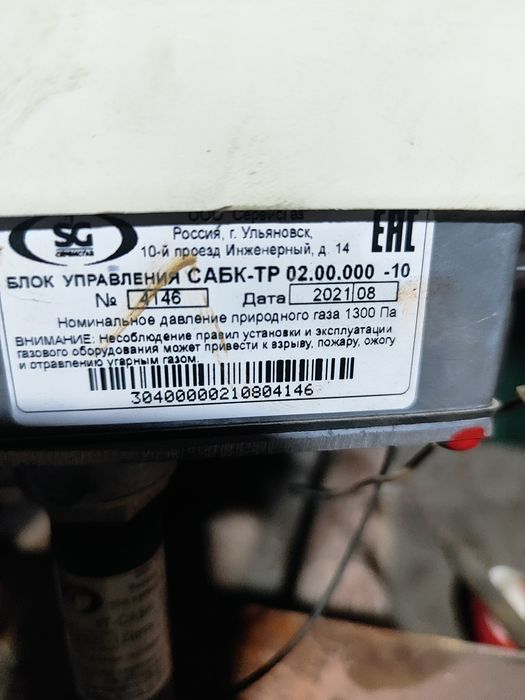 ООО Сервисгаз
SG
СЕРВИСГАЗ
Россия, г. Ульяновск,
10-й проезд Инженерный, д. 14
EAC
БЛОК УПРАВЛЕНИЯ САБК-ТР 02.00.000 -10
№ 4146 Дата 2021 08
Номинальное давление природного газа 1300 Па
ВНИМАНИЕ: Несоблюдение правил установки и эксплуатации
газового оборудования может привести к взрыву, пожару, ожогу
и отравлению угарным газом.
30400000210804146